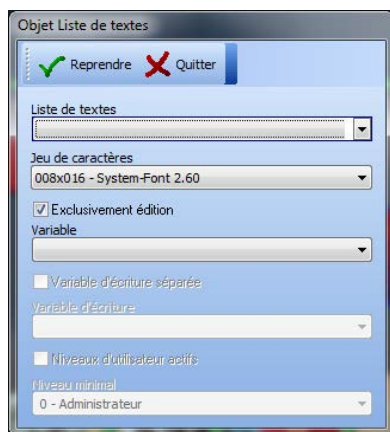 Objet Liste de textes
Reprendre Quitter
Liste de textes
Jeu de caractères
008x016 - System-Font 2.60
Exclusivement édition
Variable
Variable d'écriture séparée
Variable d'écriture
Niveaux d'utilisateur actifs
Niveau minimal
0 - Administrateur